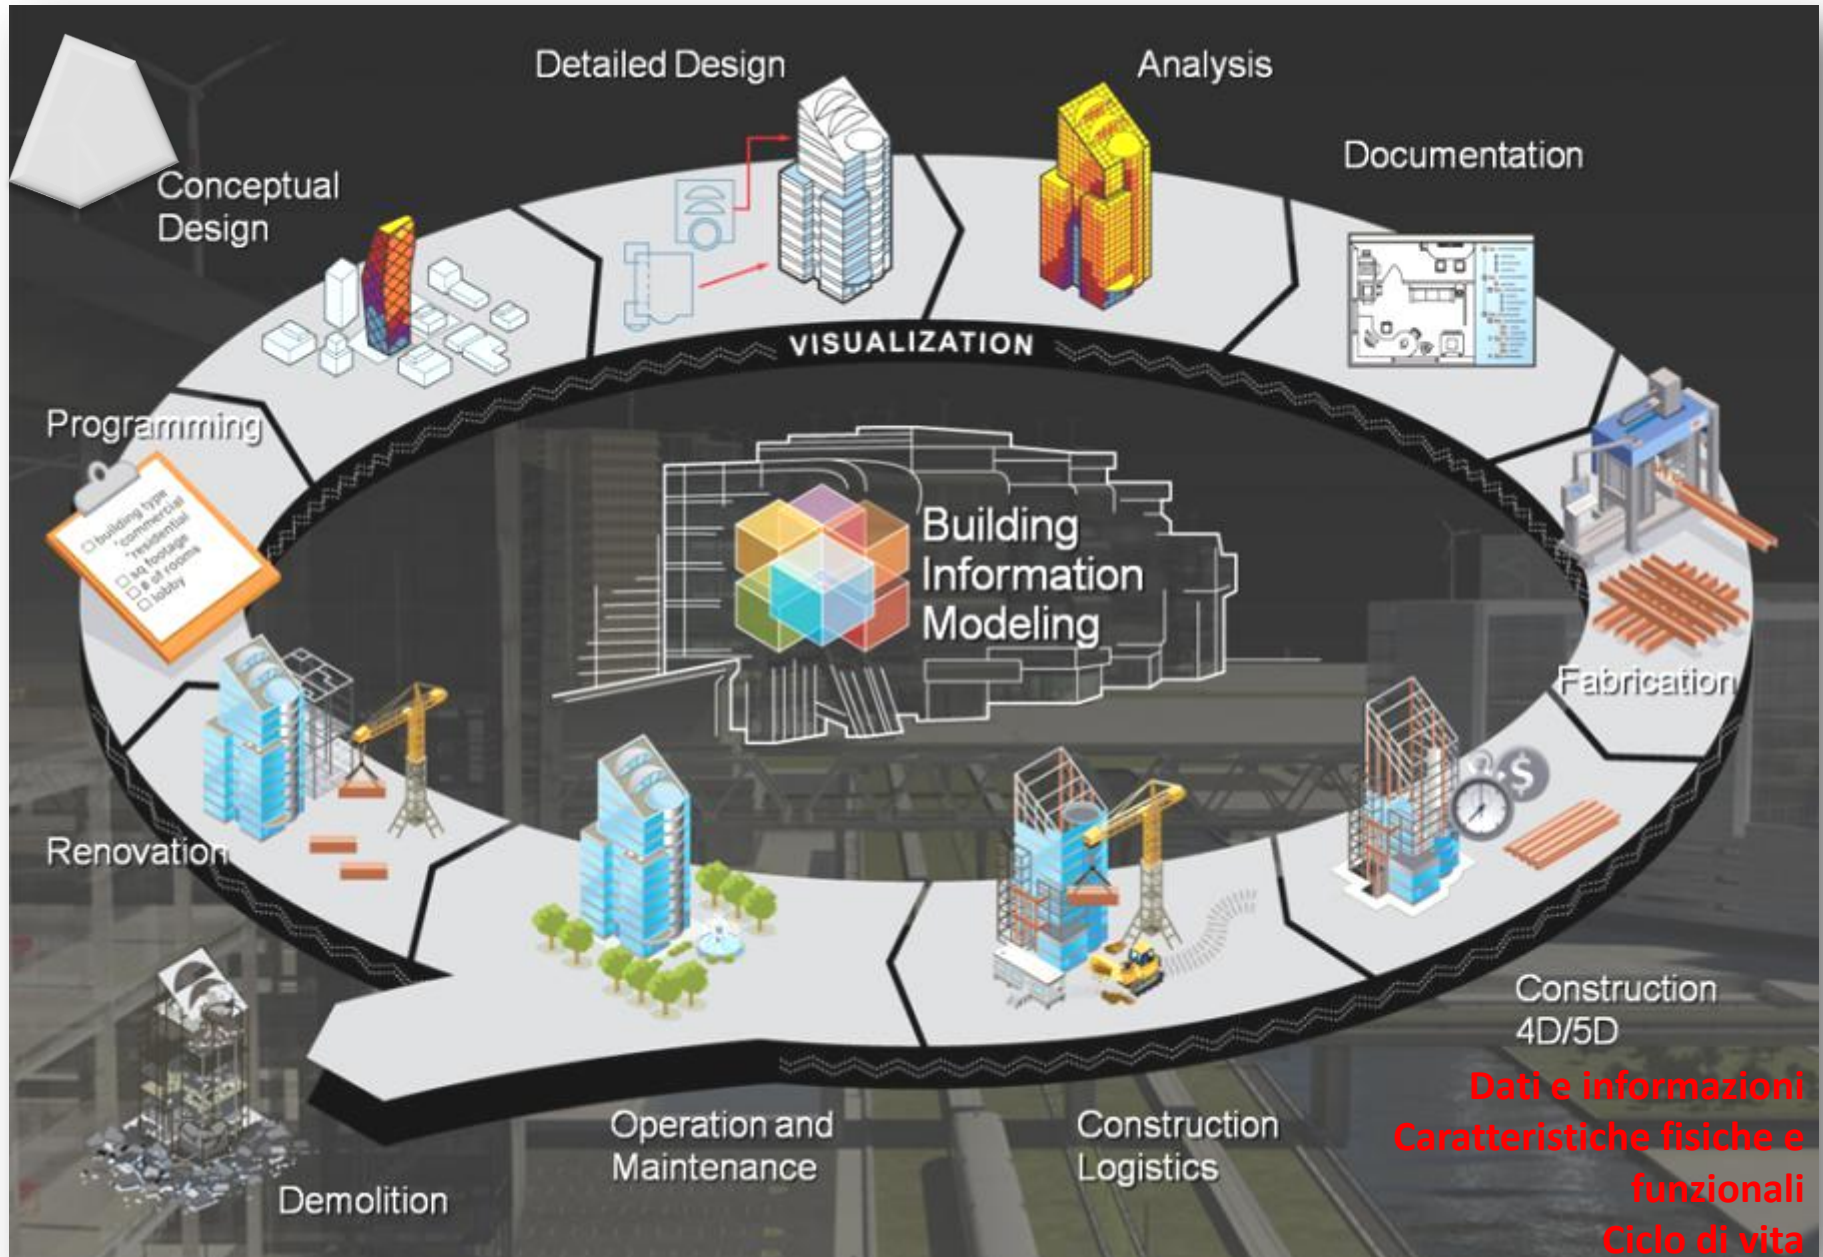 Detailed Design
Analysis
Documentation
Conceptual
Design
VISUALIZATION
Programming
building type
*commercial
*residential
sq footage
# of rooms
lobby
Building
Information
Modeling
Fabrication
$
Renovation
Construction
4D/5D
Operation and
Maintenance
Construction
Logistics
Demolition
Dati e informazioni
Caratteristiche fisiche e
funzionali
Ciclo di vita